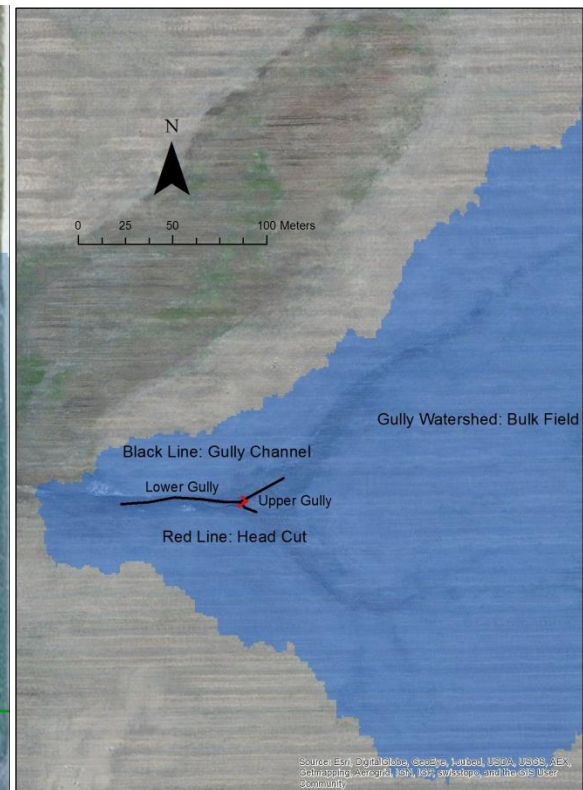 N
0 25 50 100 Meters
Gully Watershed: Bulk Field
Black Line: Gully Channel
Lower Gully
Upper Gully
Red Line: Head Cut
Source: Esri, DigitalGlobe, GeoEye, i-cubed, USDA, USGS, AEX,
Getmapping, Aerogrid, IGN, IGP, swisstopo, and the GIS User
Community